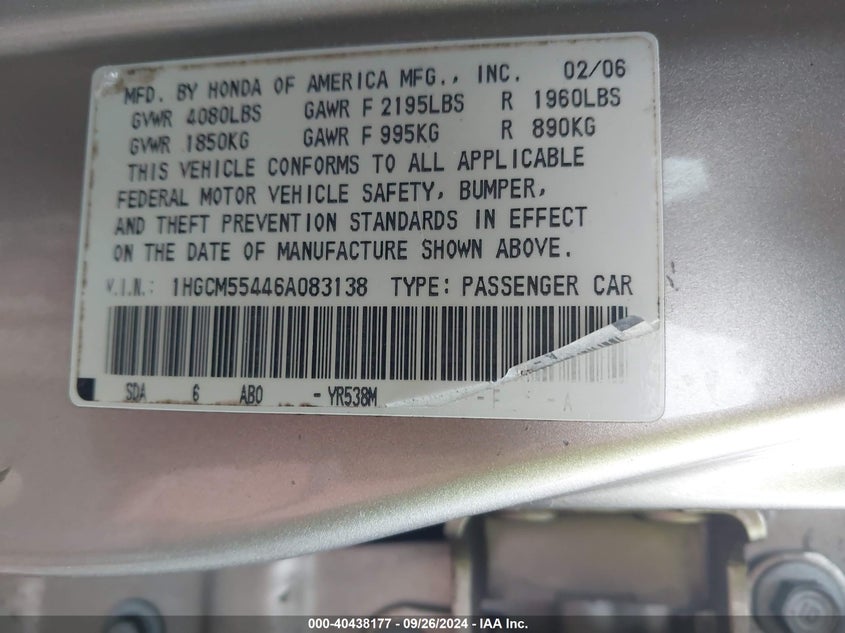 MFD. BY HONDA OF AMERICA MFG., INC. 02/06
GVWR 4080LBS GAWR F 2195LBS R 1960LBS
GVWR 1850KG GAWR F 995KG R 890KG
THIS VEHICLE CONFORMS TO ALL APPLICABLE
FEDERAL MOTOR VEHICLE SAFETY, BUMPER,
AND THEFT PREVENTION STANDARDS IN EFFECT
ON THE DATE OF MANUFACTURE SHOWN ABOVE.
V.I.N.: 1HGCM55446A083138 TYPE: PASSENGER CAR
SDA 6 AB0 - YR538M - F - A
000-40438177 - 09/26/2024 - IAA Inc.